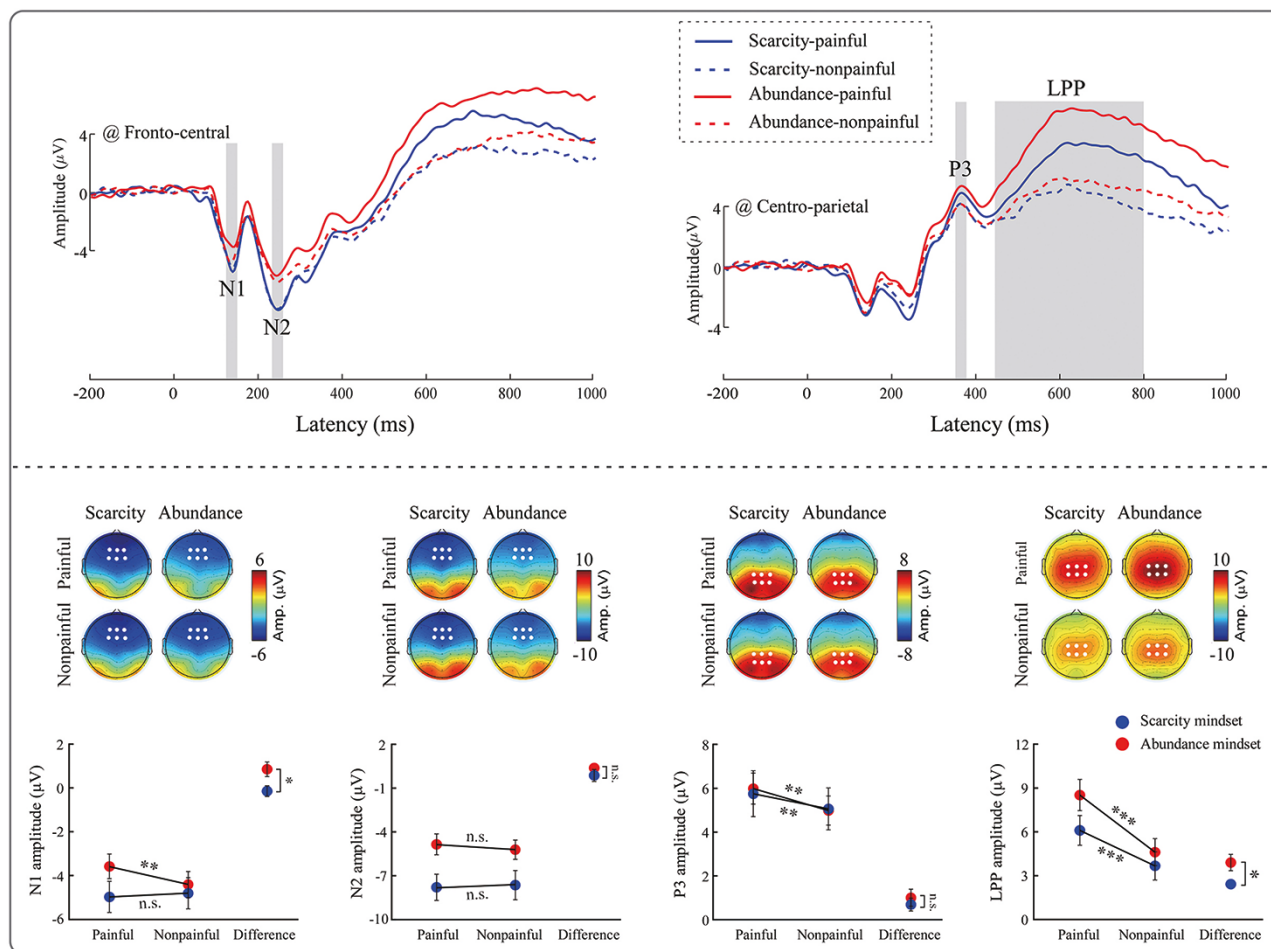 Scarcity-painful
Scarcity-nonpainful
Abundance-painful
Abundance-nonpainful
@ Fronto-central
Amplitude (μV)
4
0
-4
N1
N2
-200
0
200
400
600
800
1000
Latency (ms)
LPP
P3
@ Centro-parietal
Amplitude(μV)
4
0
-4
-200
0
200
400
600
800
1000
Latency (ms)
Scarcity Abundance
Painful
Nonpainful
6
Amp. (μV)
-6
Scarcity Abundance
Painful
Nonpainful
10
Amp. (μV)
-10
Scarcity Abundance
Painful
Nonpainful
8
Amp. (μV)
-8
Scarcity Abundance
Painful
Nonpainful
10
Amp. (μV)
-10
Scarcity mindset
Abundance mindset
N1 amplitude (μV)
2
0
-2
-4
-6
**
n.s.
*
Painful Nonpainful Difference
N2 amplitude (μV)
2
-1
-4
-7
-10
n.s.
n.s.
n.s.
Painful Nonpainful Difference
P3 amplitude (μV)
8
6
4
2
0
**
**
n.s.
Painful Nonpainful Difference
LPP amplitude (μV)
12
9
6
3
0
***
***
*
Painful Nonpainful Difference